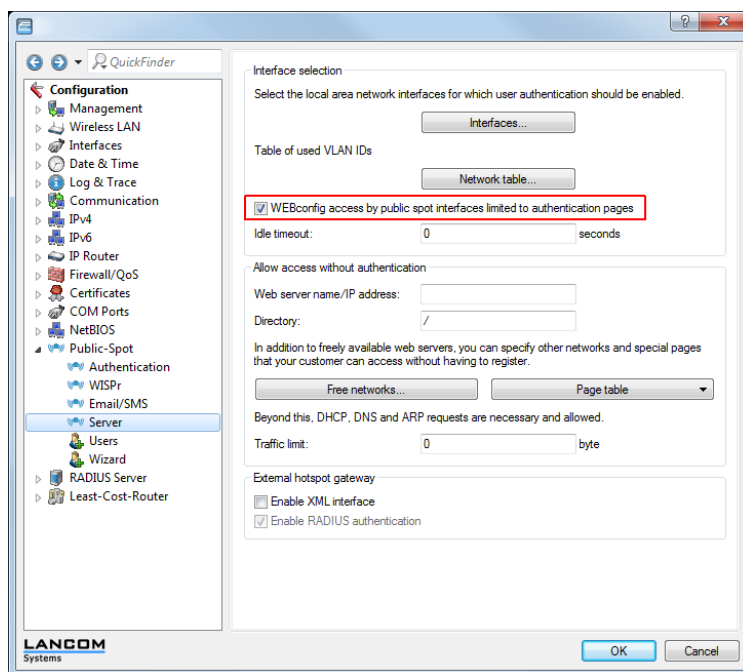 QuickFinder
Configuration
Management
Wireless LAN
Interfaces
Date & Time
Log & Trace
Communication
IPv4
IPv6
IP Router
Firewall/QoS
Certificates
COM Ports
NetBIOS
Public-Spot
Authentication
WISPr
Email/SMS
Server
Users
Wizard
RADIUS Server
Least-Cost-Router
Interface selection
Select the local area network interfaces for which user authentication should be enabled.
Interfaces...
Table of used VLAN IDs
Network table...
WEBconfig access by public spot interfaces limited to authentication pages
Idle timeout: 0 seconds
Allow access without authentication
Web server name/IP address:
Directory: /
In addition to freely available web servers, you can specify other networks and special pages
that your customer can access without having to register.
Free networks... Page table
Beyond this, DHCP, DNS and ARP requests are necessary and allowed.
Traffic limit: 0 byte
External hotspot gateway
Enable XML interface
Enable RADIUS authentication
LANCOM
Systems
OK Cancel